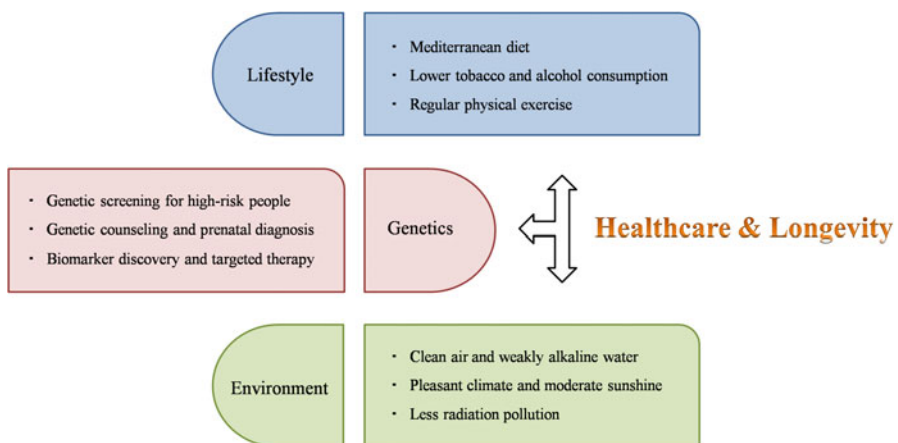 Lifestyle
· Mediterranean diet
· Lower tobacco and alcohol consumption
· Regular physical exercise
· Genetic screening for high-risk people
· Genetic counseling and prenatal diagnosis
· Biomarker discovery and targeted therapy
Genetics
Healthcare & Longevity
Environment
· Clean air and weakly alkaline water
· Pleasant climate and moderate sunshine
· Less radiation pollution